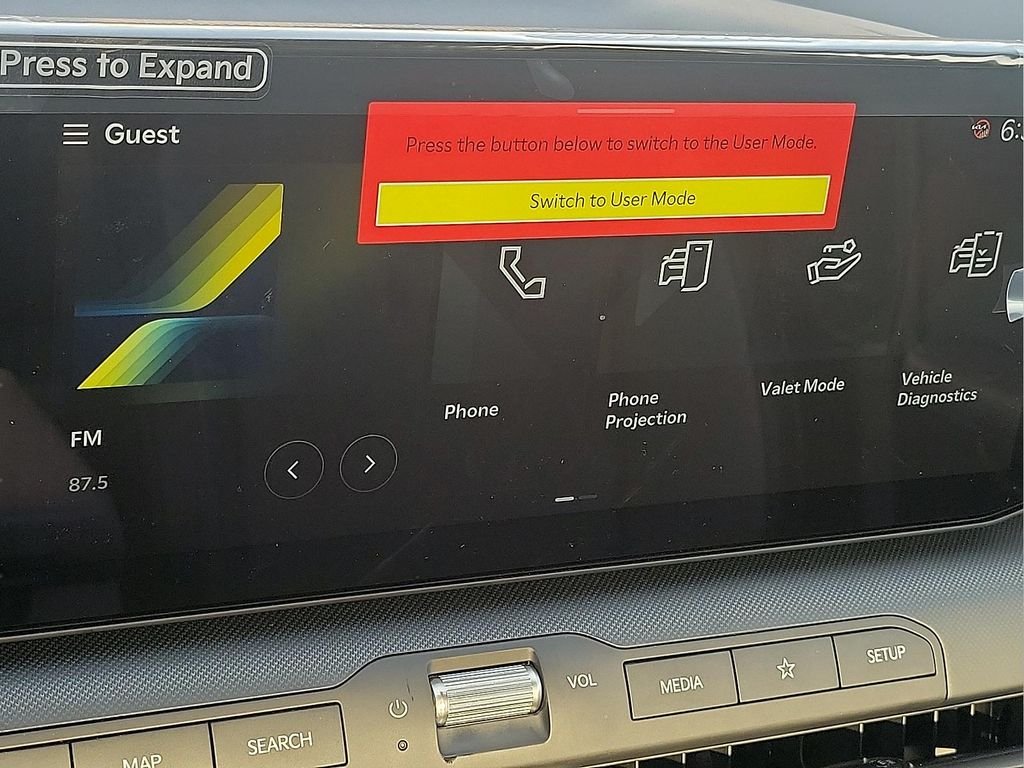 Press to Expand
Guest
Press the button below to switch to the User Mode.
Switch to User Mode
FM
87.5
Phone
Phone
Projection
Valet Mode
Vehicle
Diagnostics
VOL
MEDIA
SETUP
MAP
SEARCH